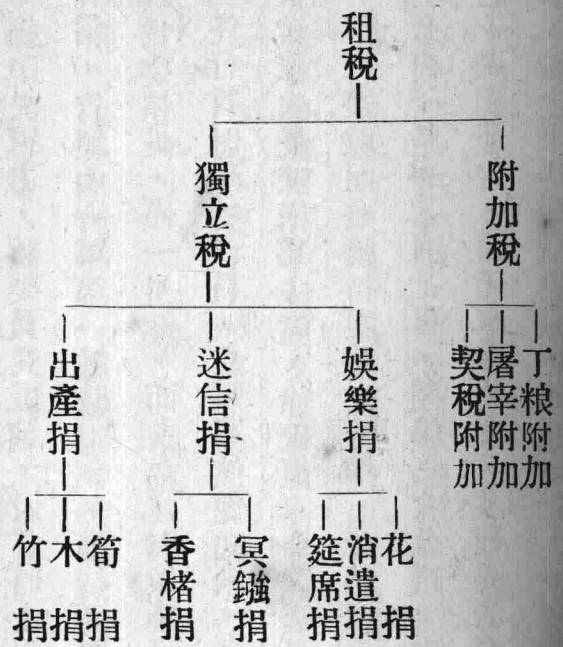 租稅
附加稅
丁粮附加
屠宰附加
契稅附加
獨立稅
娛樂捐
花捐
消遣捐
筵席捐
迷信捐
冥鏹捐
香楮捐
出產捐
筍捐
木捐
竹捐